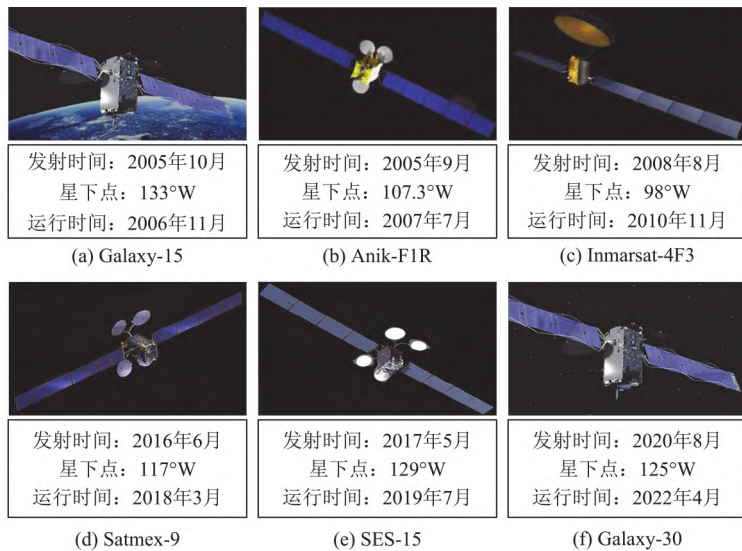 发射时间：2005年10月
星下点：133°W
运行时间：2006年11月
(a) Galaxy-15
发射时间：2005年9月
星下点：107.3°W
运行时间：2007年7月
(b) Anik-F1R
发射时间：2008年8月
星下点：98°W
运行时间：2010年11月
(c) Inmarsat-4F3
发射时间：2016年6月
星下点：117°W
运行时间：2018年3月
(d) Satmex-9
发射时间：2017年5月
星下点：129°W
运行时间：2019年7月
(e) SES-15
发射时间：2020年8月
星下点：125°W
运行时间：2022年4月
(f) Galaxy-30